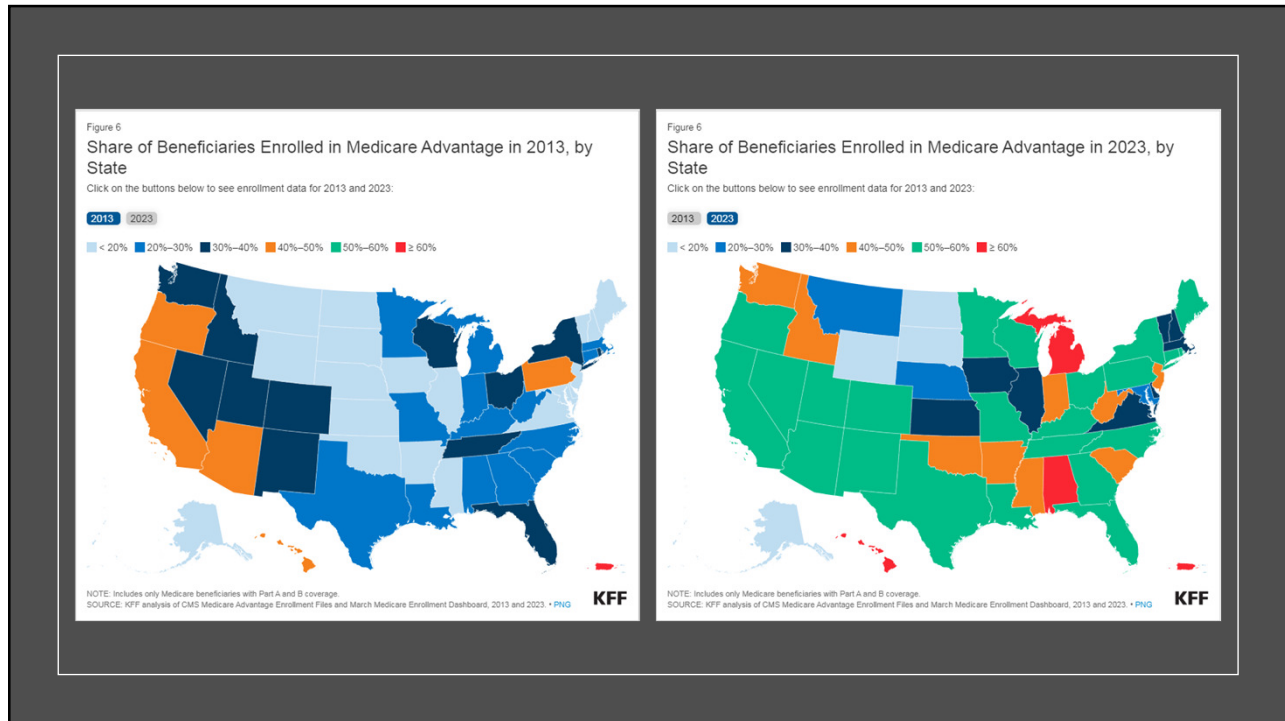 Figure 6
Share of Beneficiaries Enrolled in Medicare Advantage in 2013, by
State
Click on the buttons below to see enrollment data for 2013 and 2023:
2013 2023
< 20% 20%–30% 30%–40% 40%–50% 50%–60% ≥ 60%
NOTE: Includes only Medicare beneficiaries with Part A and B coverage.
SOURCE: KFF analysis of CMS Medicare Advantage Enrollment Files and March Medicare Enrollment Dashboard, 2013 and 2023. • PNG
KFF
Figure 6
Share of Beneficiaries Enrolled in Medicare Advantage in 2023, by
State
Click on the buttons below to see enrollment data for 2013 and 2023:
2013 2023
< 20% 20%–30% 30%–40% 40%–50% 50%–60% ≥ 60%
NOTE: Includes only Medicare beneficiaries with Part A and B coverage.
SOURCE: KFF analysis of CMS Medicare Advantage Enrollment Files and March Medicare Enrollment Dashboard, 2013 and 2023. • PNG
KFF